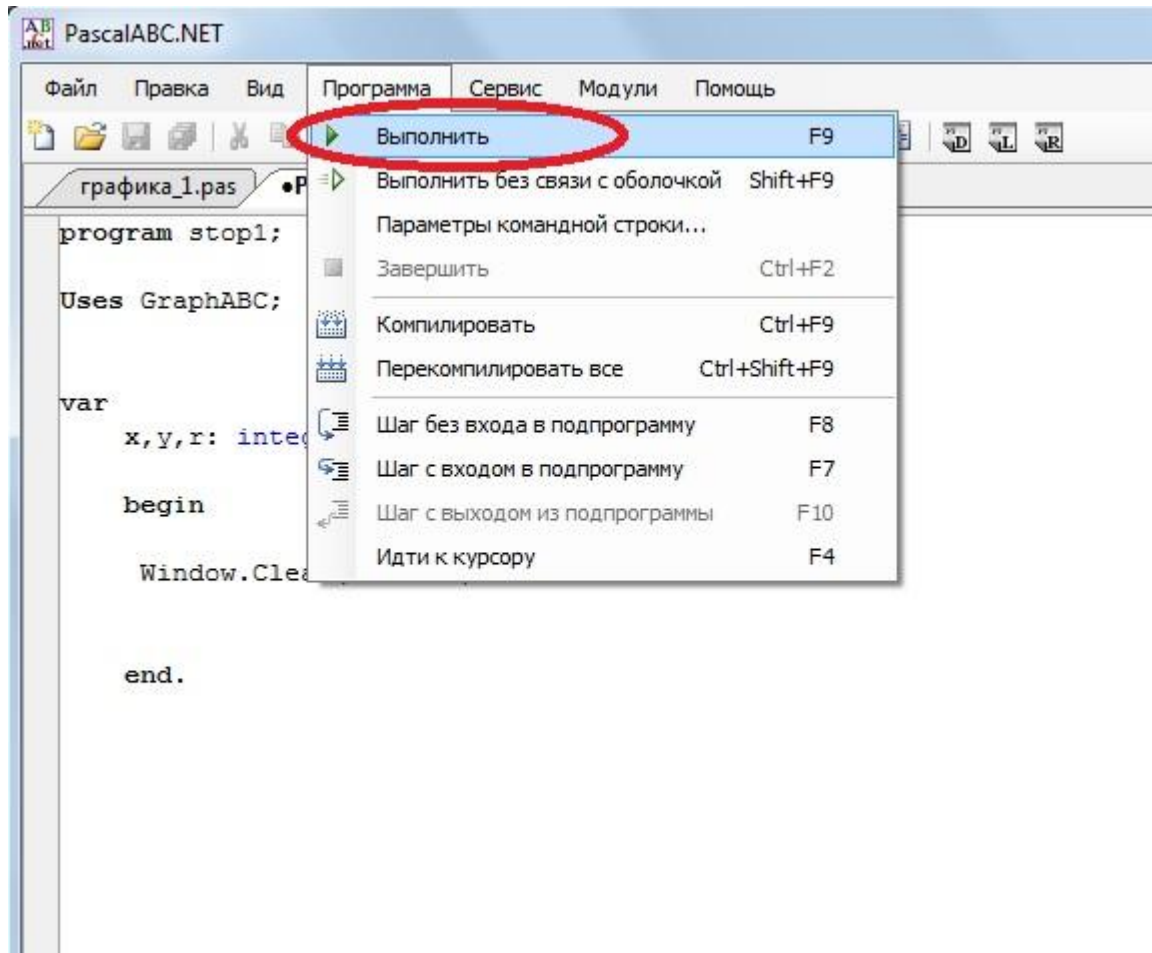 PascalABC.NET
Файл Правка Вид Программа Сервис Модули Помощь
Выполнить F9
графика_1.pas •P
Выполнить без связи с оболочкой Shift+F9
Параметры командной строки...
Завершить Ctrl+F2
Компилировать Ctrl+F9
Перекомпилировать все Ctrl+Shift+F9
Шаг без входа в подпрограмму F8
Шаг с входом в подпрограмму F7
Шаг с выходом из подпрограммы F10
Идти к курсору F4
program stop1;
Uses GraphABC;
var
x,y,r: integ
begin
Window.Clea
end.